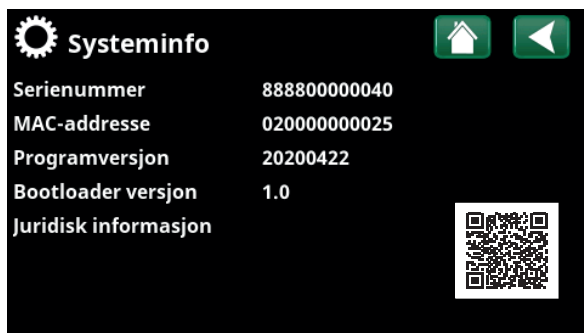 Systeminfo
Serienummer 888800000040
MAC-addresse 020000000025
Programversjon 20200422
Bootloader versjon 1.0
Juridisk informasjon